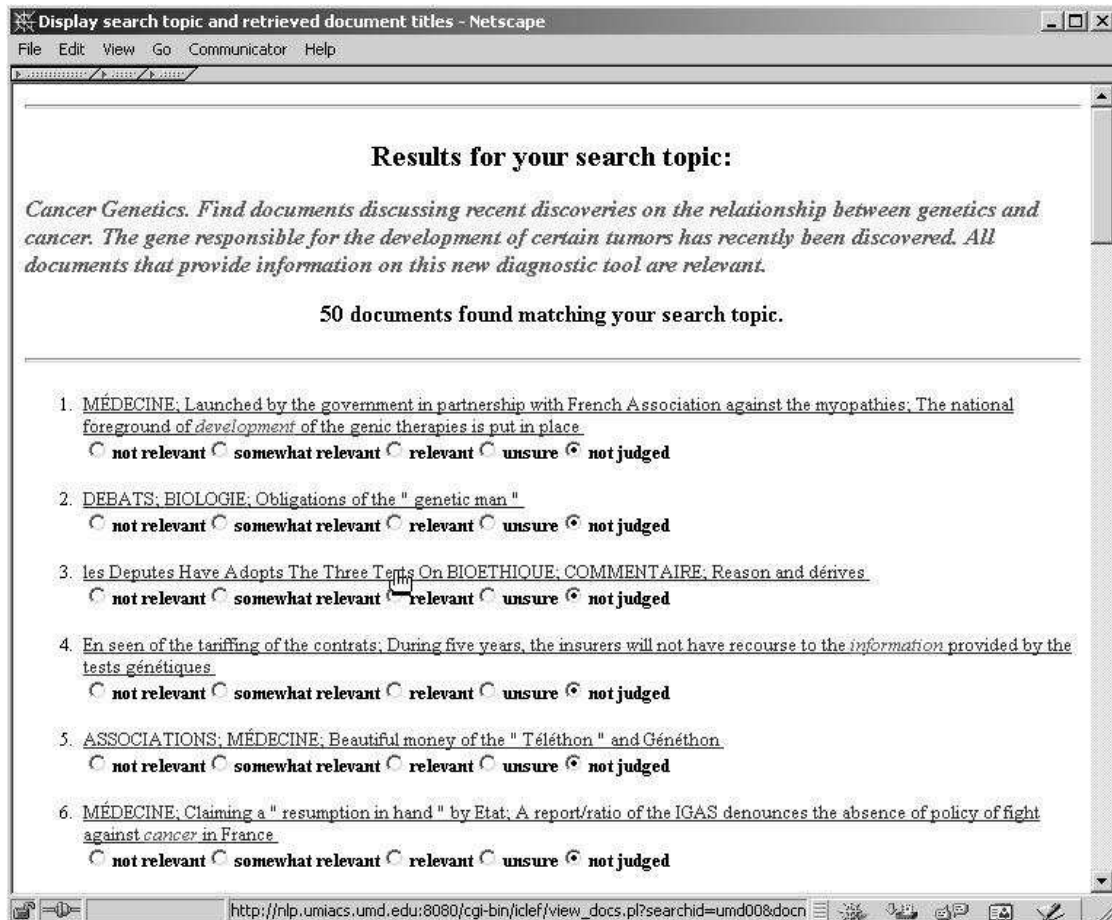 Display search topic and retrieved document titles - Netscape
File Edit View Go Communicator Help
Results for your search topic:
Cancer Genetics. Find documents discussing recent discoveries on the relationship between genetics and
cancer. The gene responsible for the development of certain tumors has recently been discovered. All
documents that provide information on this new diagnostic tool are relevant.
50 documents found matching your search topic.
1. MÉDECINE; Launched by the government in partnership with French Association against the myopathies; The national
foreground of development of the genic therapies is put in place
not relevant somewhat relevant relevant unsure not judged
2. DEBATS; BIOLOGIE; Obligations of the " genetic man "
not relevant somewhat relevant relevant unsure not judged
3. les Deputes Have Adopts The Three Texts On BIOETHIQUE; COMMENTAIRE; Reason and dérives
not relevant somewhat relevant relevant unsure not judged
4. En seen of the tariffing of the contrats; During five years, the insurers will not have recourse to the information provided by the
tests génétiques
not relevant somewhat relevant relevant unsure not judged
5. ASSOCIATIONS; MÉDECINE; Beautiful money of the " Téléthon " and Généthon
not relevant somewhat relevant relevant unsure not judged
6. MÉDECINE; Claiming a " resumption in hand " by Etat; A report/ratio of the IGAS denounces the absence of policy of fight
against cancer in France
not relevant somewhat relevant relevant unsure not judged
http://nlp.umiacs.umd.edu:8080/cgi-bin/iclef/view_docs.pl?searchid=umd00&docn